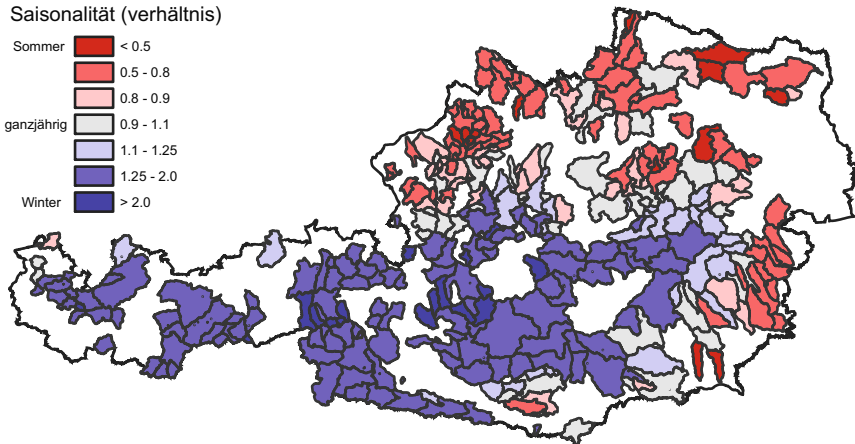 Saisonalität (verhältnis)
Sommer < 0.5
0.5 - 0.8
0.8 - 0.9
ganzjährig 0.9 - 1.1
1.1 - 1.25
1.25 - 2.0
Winter > 2.0